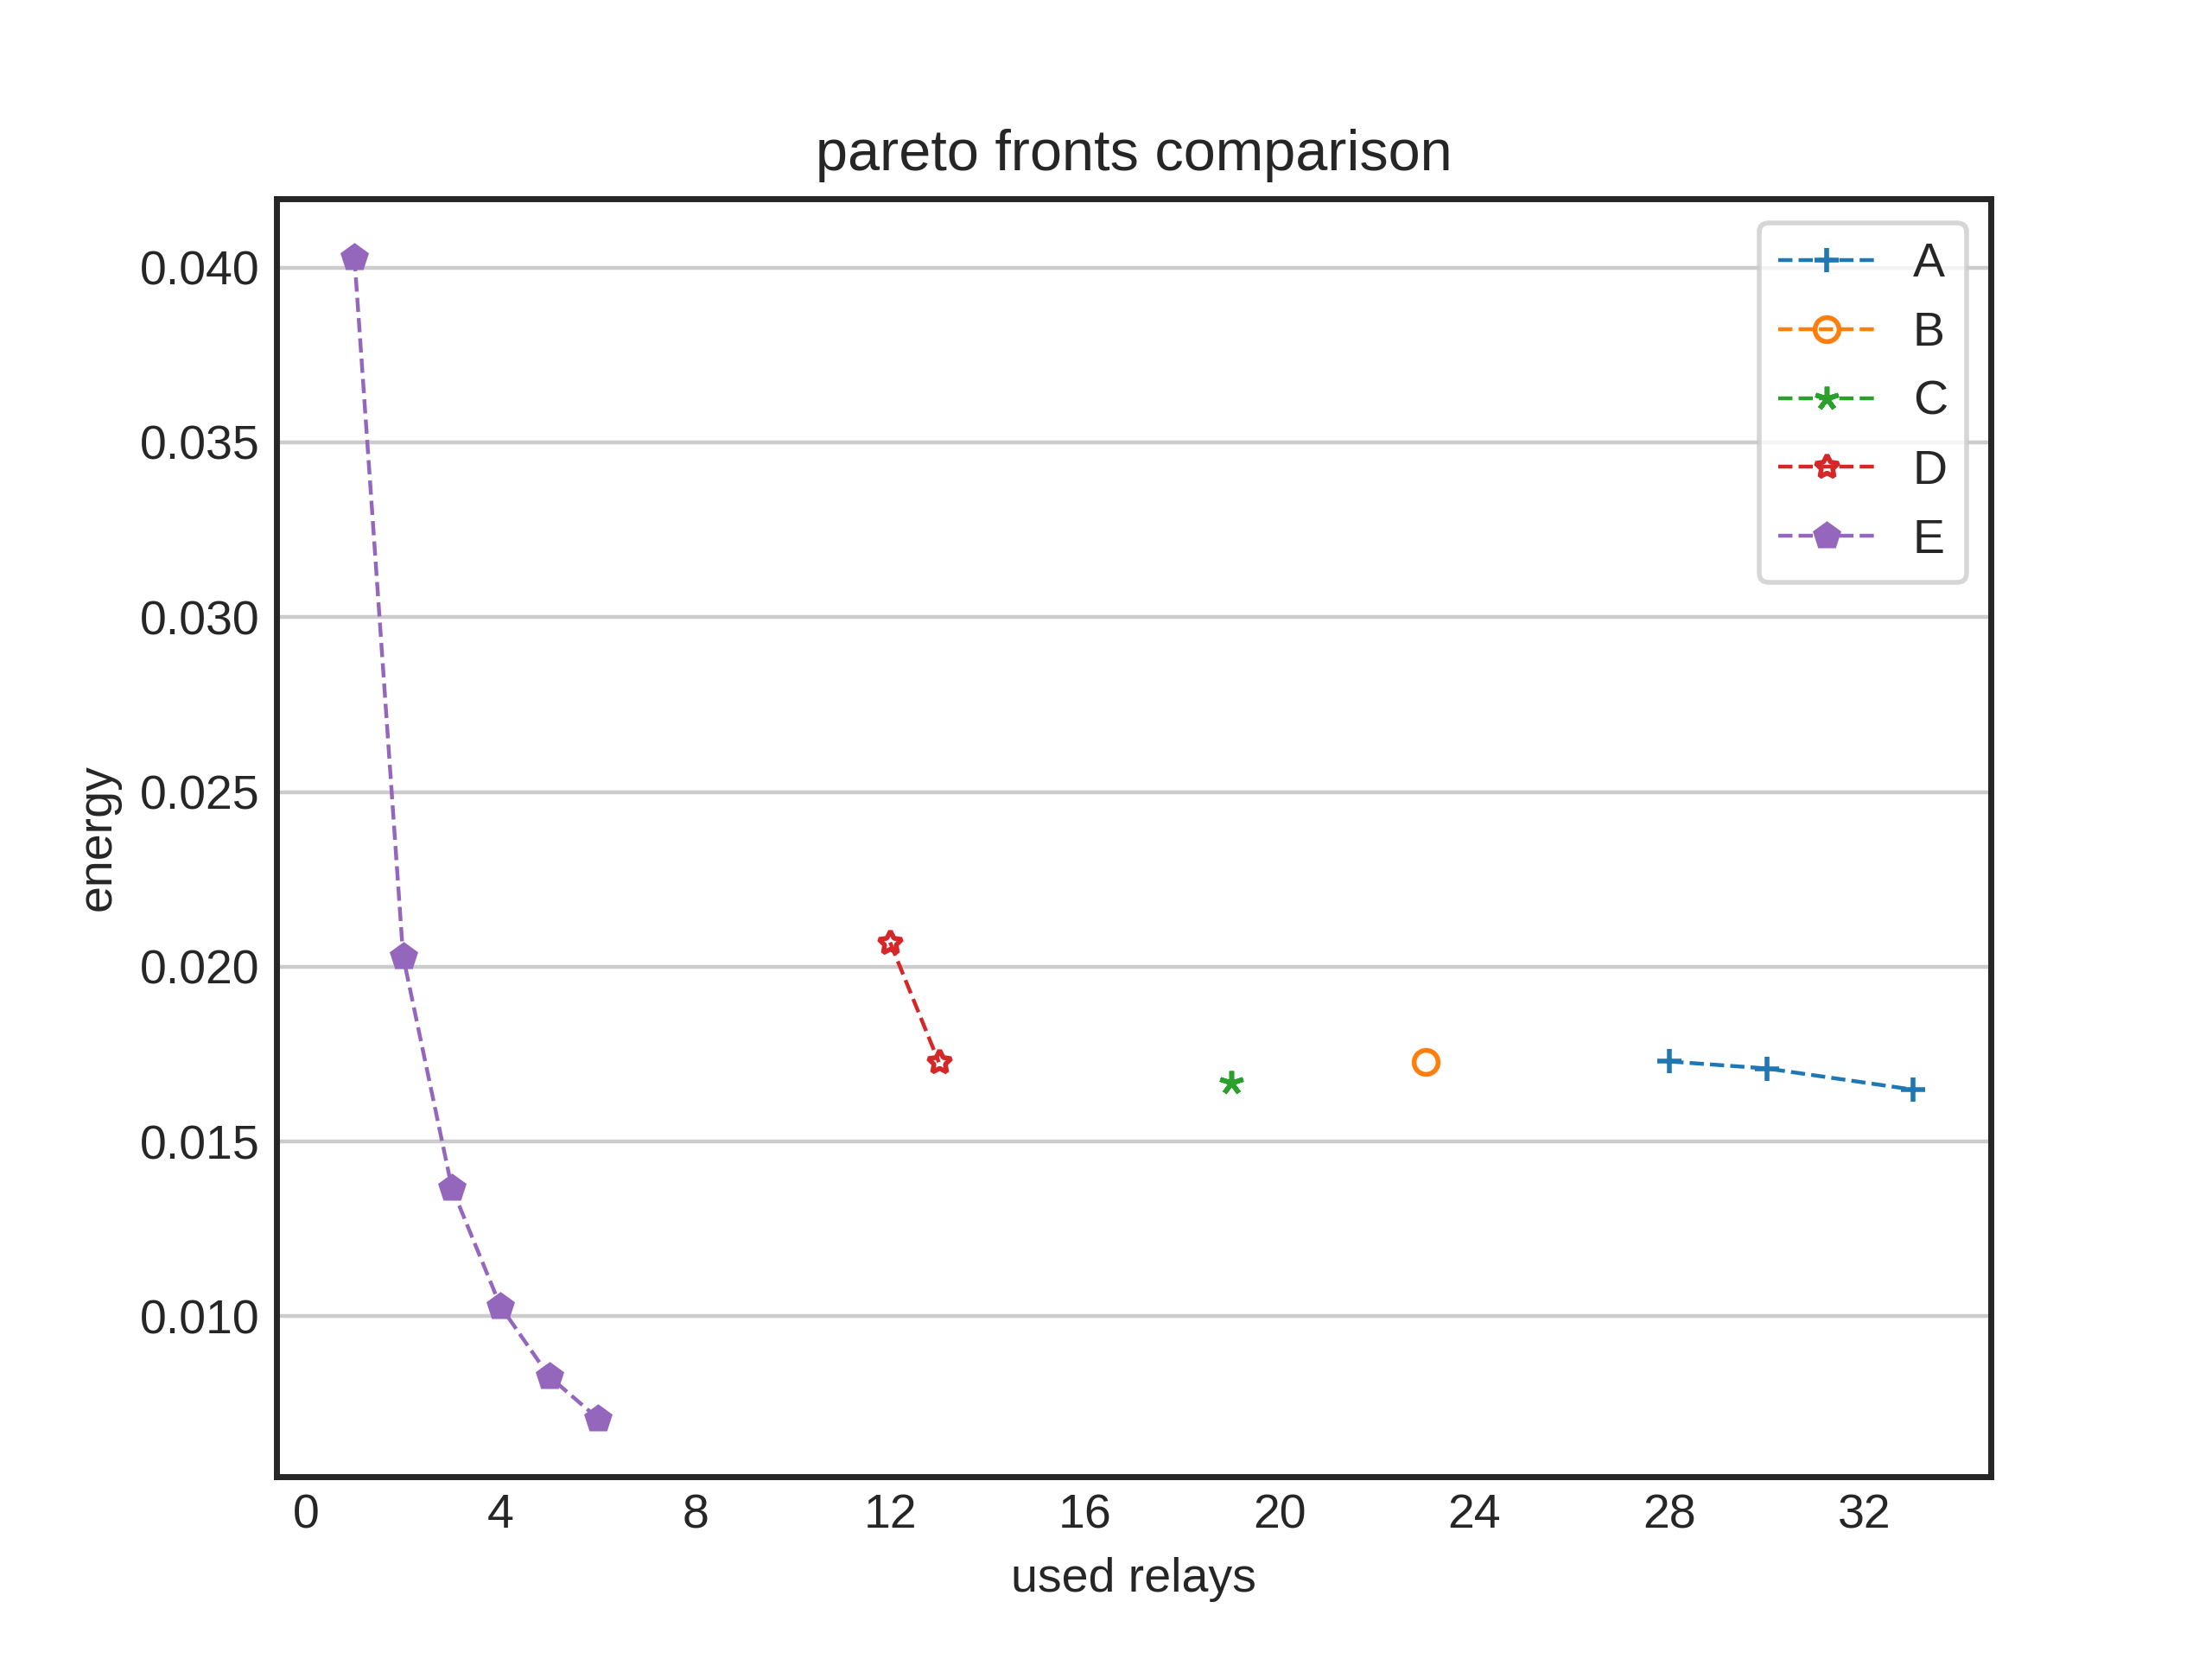 pareto fronts comparison
0.040
0.035
0.030
0.025
0.020
0.015
0.010
energy
A
B
C
D
E
0 4 8 12 16 20 24 28 32
used relays